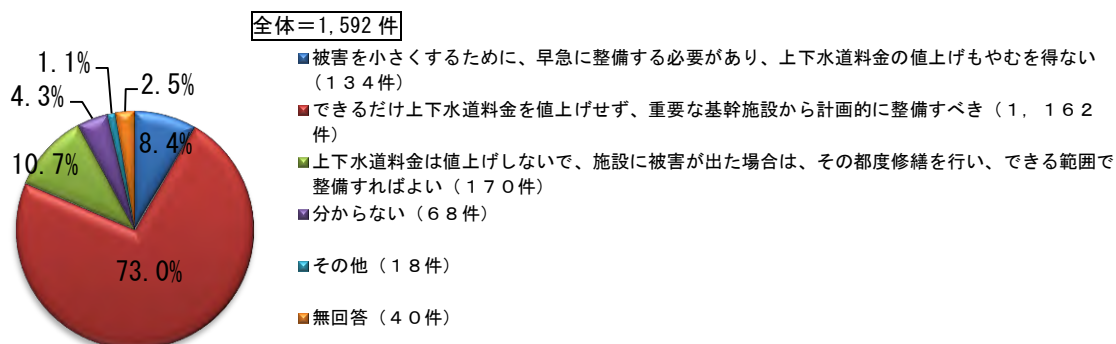 全体＝1,592 件
1.1%
2.5%
4.3%
8.4%
10.7%
73.0%
被害を小さくするために、早急に整備する必要があり、上下水道料金の値上げもやむを得ない
（１３４件）
できるだけ上下水道料金を値上げせず、重要な基幹施設から計画的に整備すべき（１，１６２
件）
上下水道料金は値上げしないで、施設に被害が出た場合は、その都度修繕を行い、できる範囲で
整備すればよい（１７０件）
分からない（６８件）
その他（１８件）
無回答（４０件）